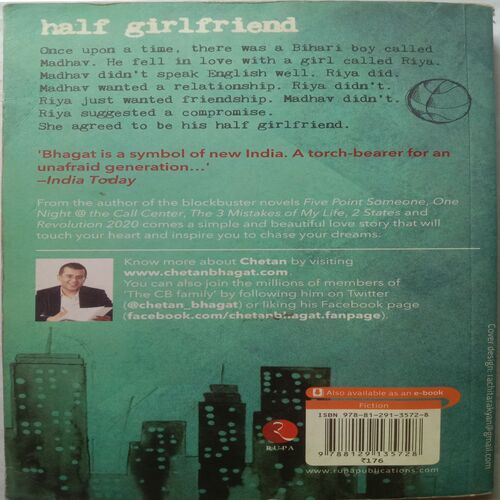 half girlfriend
Once upon a time, there was a Bihari boy called
Madhav. He fell in love with a girl called Riya.
Madhav didn't speak English well. Riya did.
Madhav wanted a relationship. Riya didn't.
Riya just wanted friendship. Madhav didn't.
Riya suggested a compromise.
She agreed to be his half girlfriend.
'Bhagat is a symbol of new India. A torch-bearer for an
unafraid generation...'
—India Today
From the author of the blockbuster novels Five Point Someone, One
Night @ the Call Center, The 3 Mistakes of My Life, 2 States and
Revolution 2020 comes a simple and beautiful love story that will
touch your heart and inspire you to chase your dreams.
Know more about Chetan by visiting
www.chetanbhagat.com.
You can also join the millions of members of
'The CB family' by following him on Twitter
(@chetan_bhagat) or liking his Facebook page
(facebook.com/chetanbhagat.fanpage).
Also available as an e-book
Fiction
ISBN 978-81-291-3572-8
9 788129 135728
₹176
RUPA
www.rupapublications.com
Cover design: